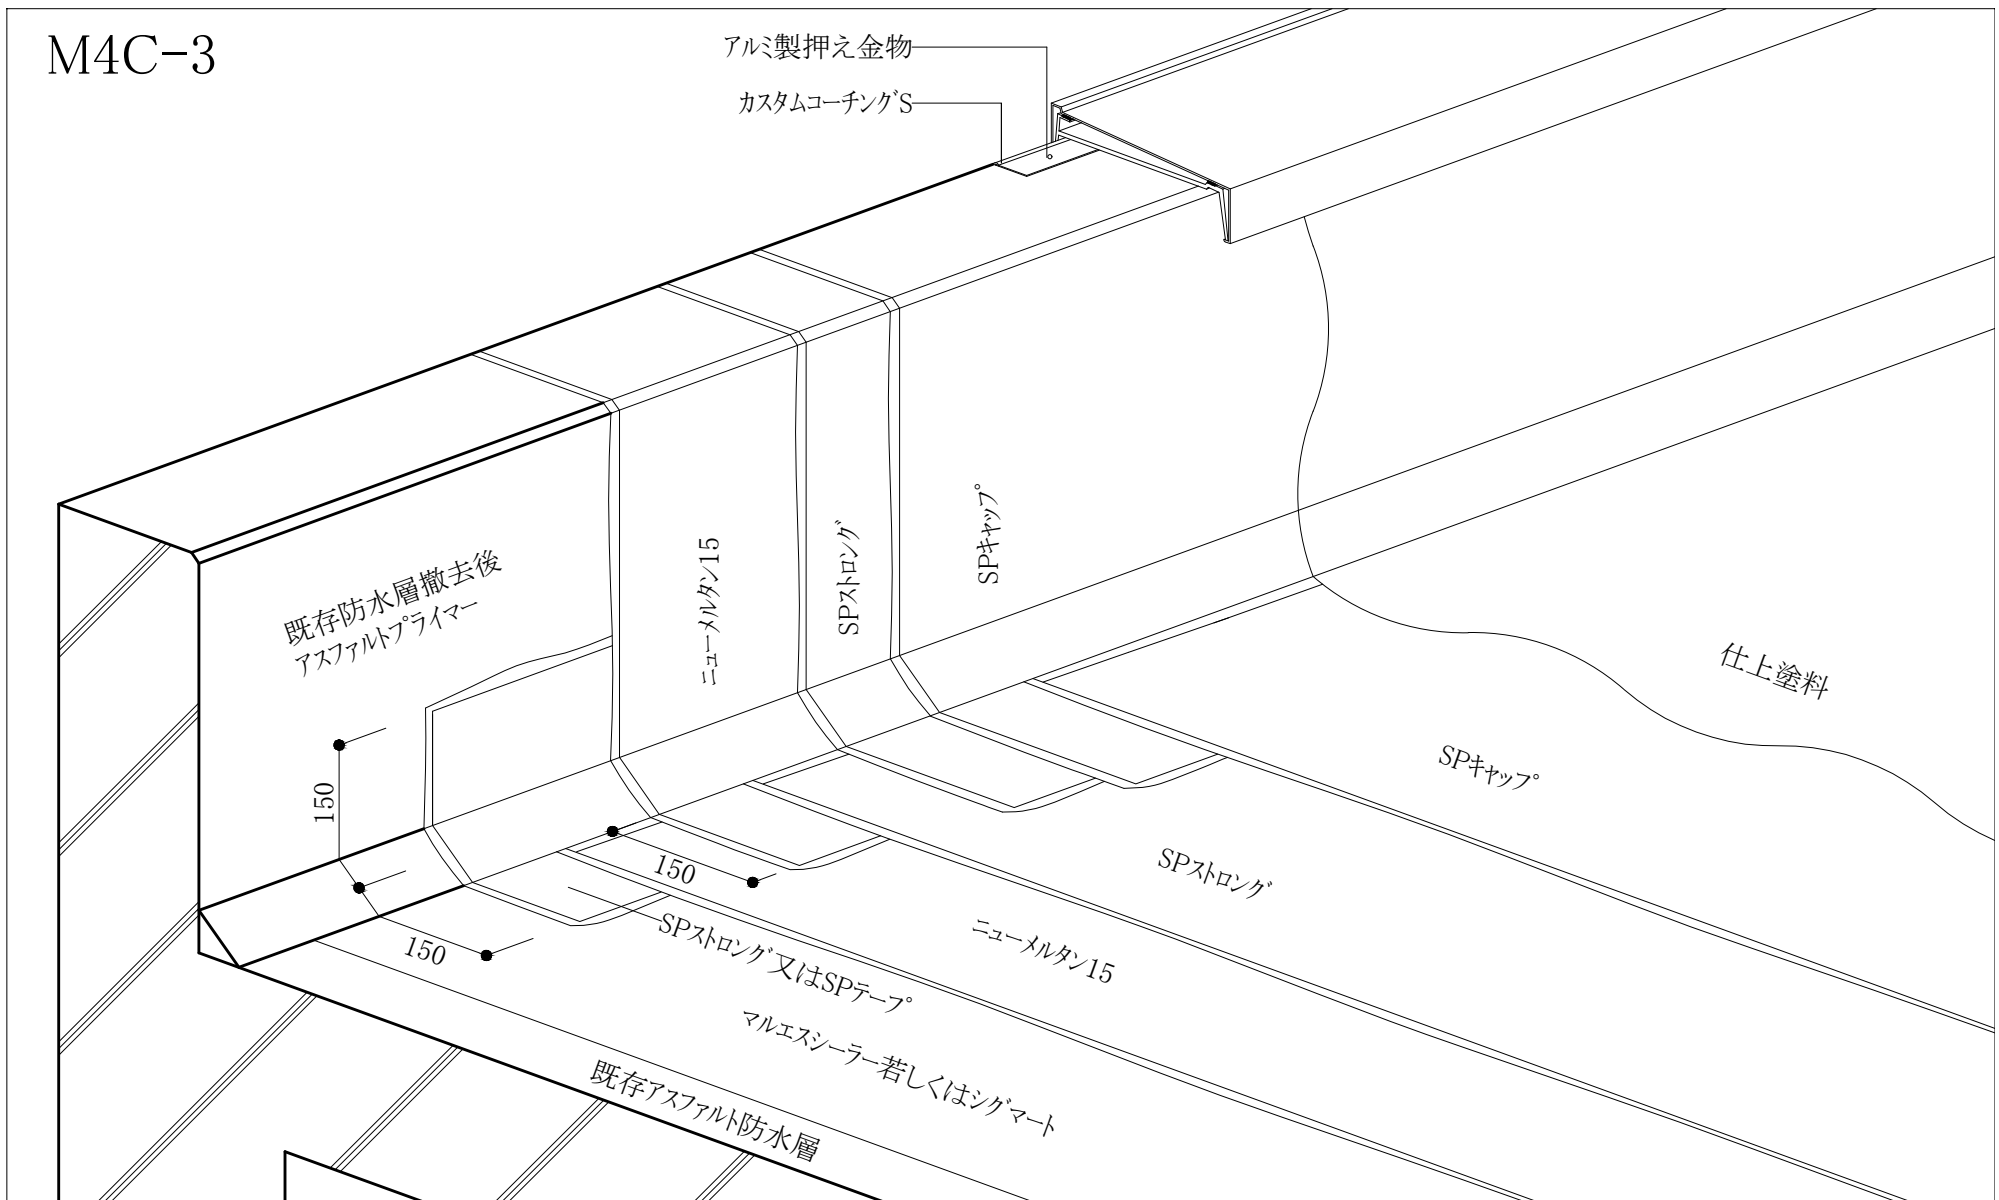 M4C-3
アルミ製押え金物
カスタムコーチングS
既存防水層撤去後
アスファルトプライマー
ニューメルタン15
SPストロング
SPキャップ
150
150
150
仕上塗料
SPキャップ
SPストロング
ニューメルタン15
SPストロング又はSPテープ
マルエスシーラー若しくはシグマート
既存アスファルト防水層